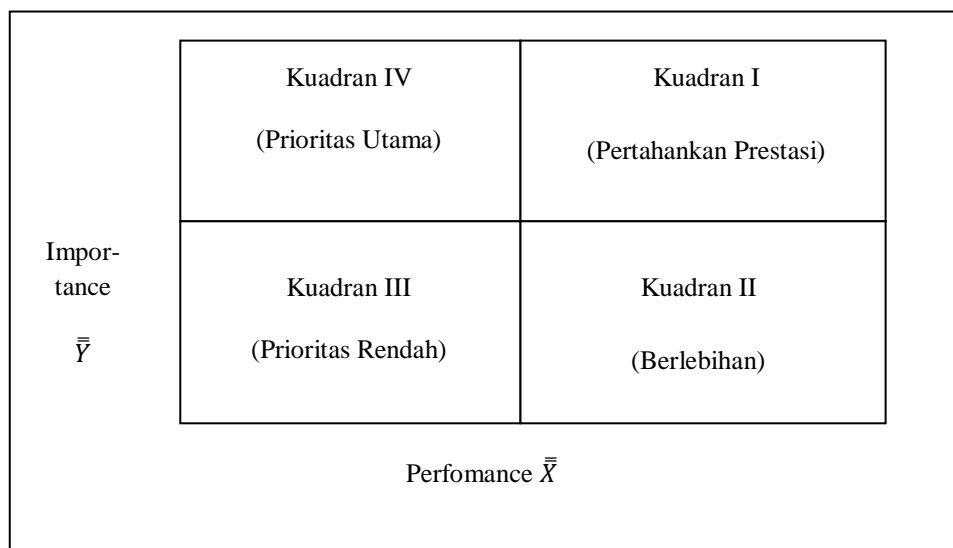 Kuadran IV
(Prioritas Utama)
Kuadran I
(Pertahankan Prestasi)
Impor-
tance
Y̿
Kuadran III
(Prioritas Rendah)
Kuadran II
(Berlebihan)
Perfomance X̿